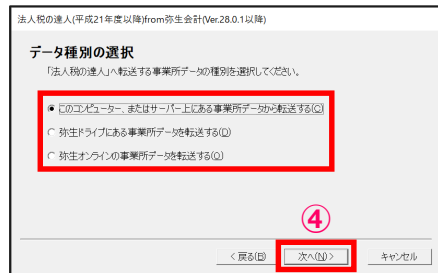 法人税の達人(平成21年度以降)from弥生会計(Ver.28.0.1以降)
データ種別の選択
「法人税の達人」へ転送する事業所データの種別を選択してください。
このコンピューター、またはサーバー上にある事業所データから転送する(C)
弥生ドライブにある事業所データを転送する(D)
弥生オンラインの事業所データを転送する(O)
④
< 戻る(B)
次へ(N) >
キャンセル